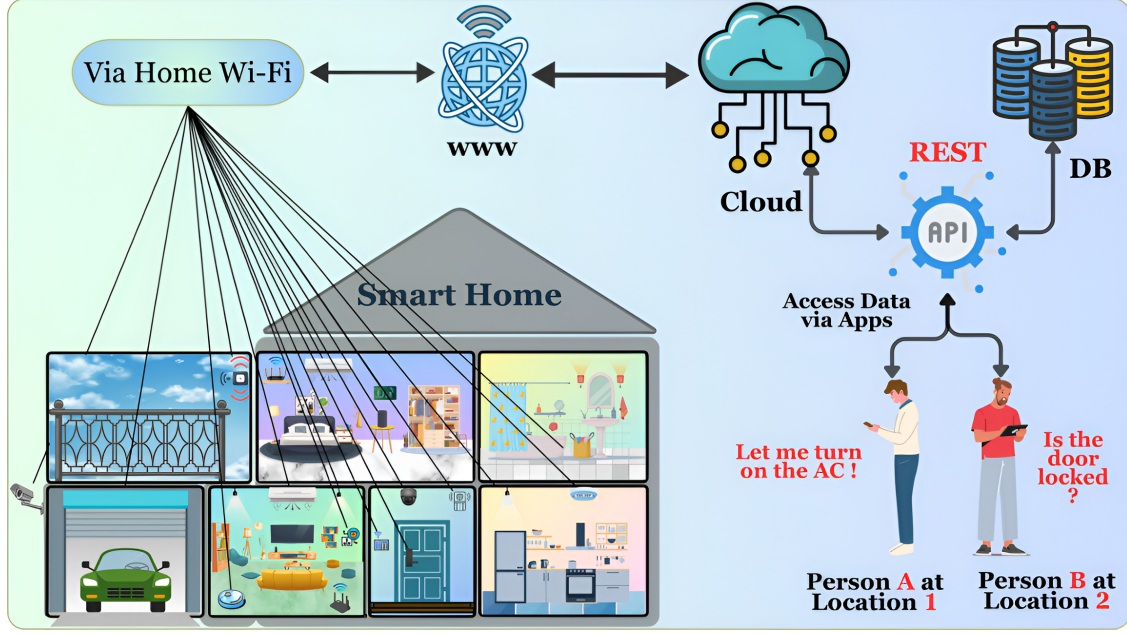 Via Home Wi-Fi
www
Cloud
REST
API
DB
Smart Home
Access Data
via Apps
Let me turn
on the AC !
Is the
door
locked
?
Person A at
Location 1
Person B at
Location 2